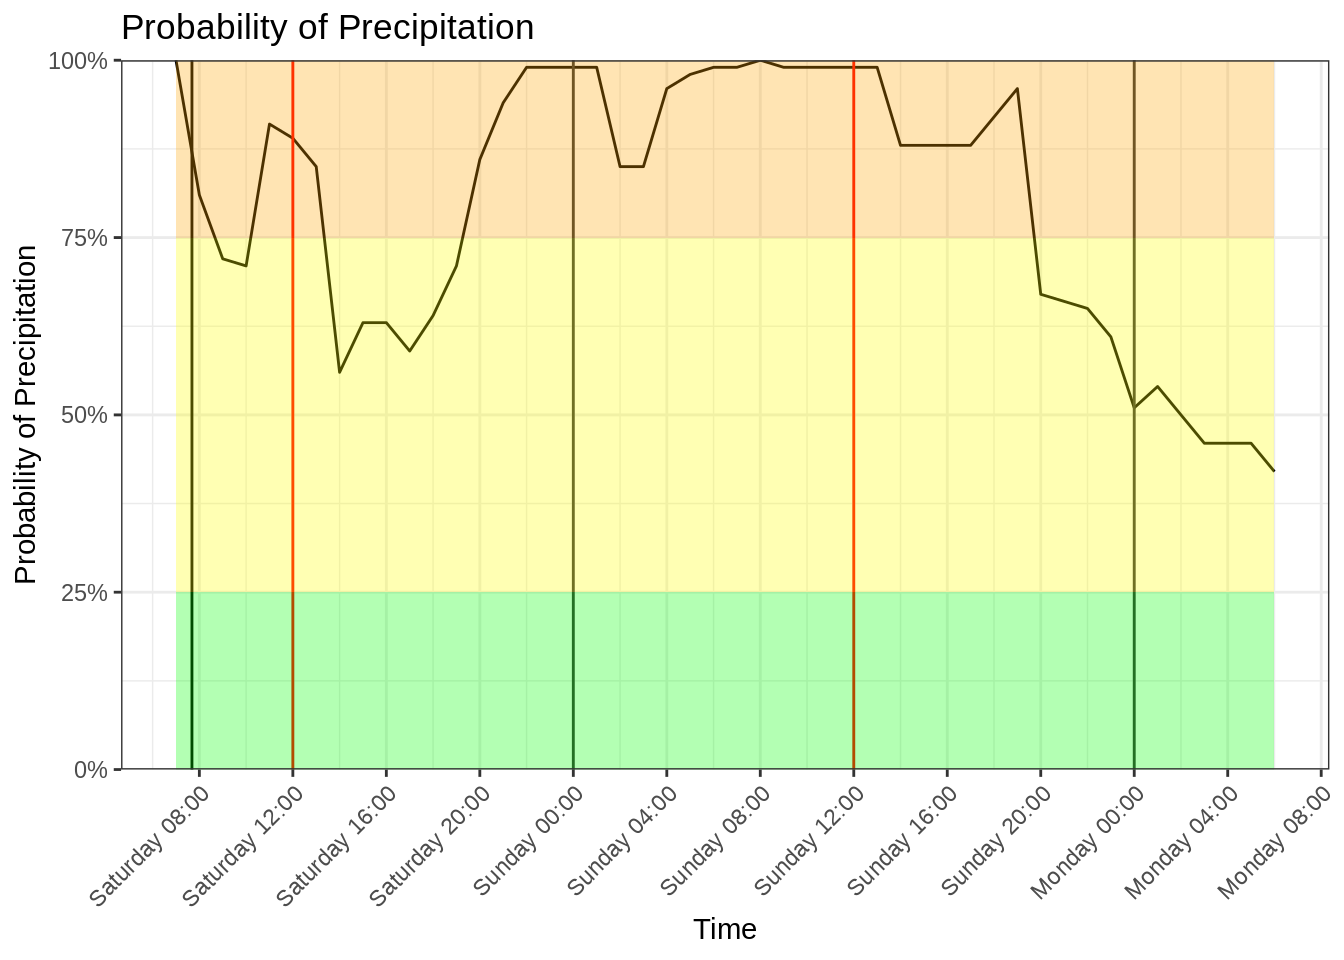 Probability of Precipitation
Probability of Precipitation
100%
75%
50%
25%
0%
Saturday 08:00
Saturday 12:00
Saturday 16:00
Saturday 20:00
Sunday 00:00
Sunday 04:00
Sunday 08:00
Sunday 12:00
Sunday 16:00
Sunday 20:00
Monday 00:00
Monday 04:00
Monday 08:00
Time